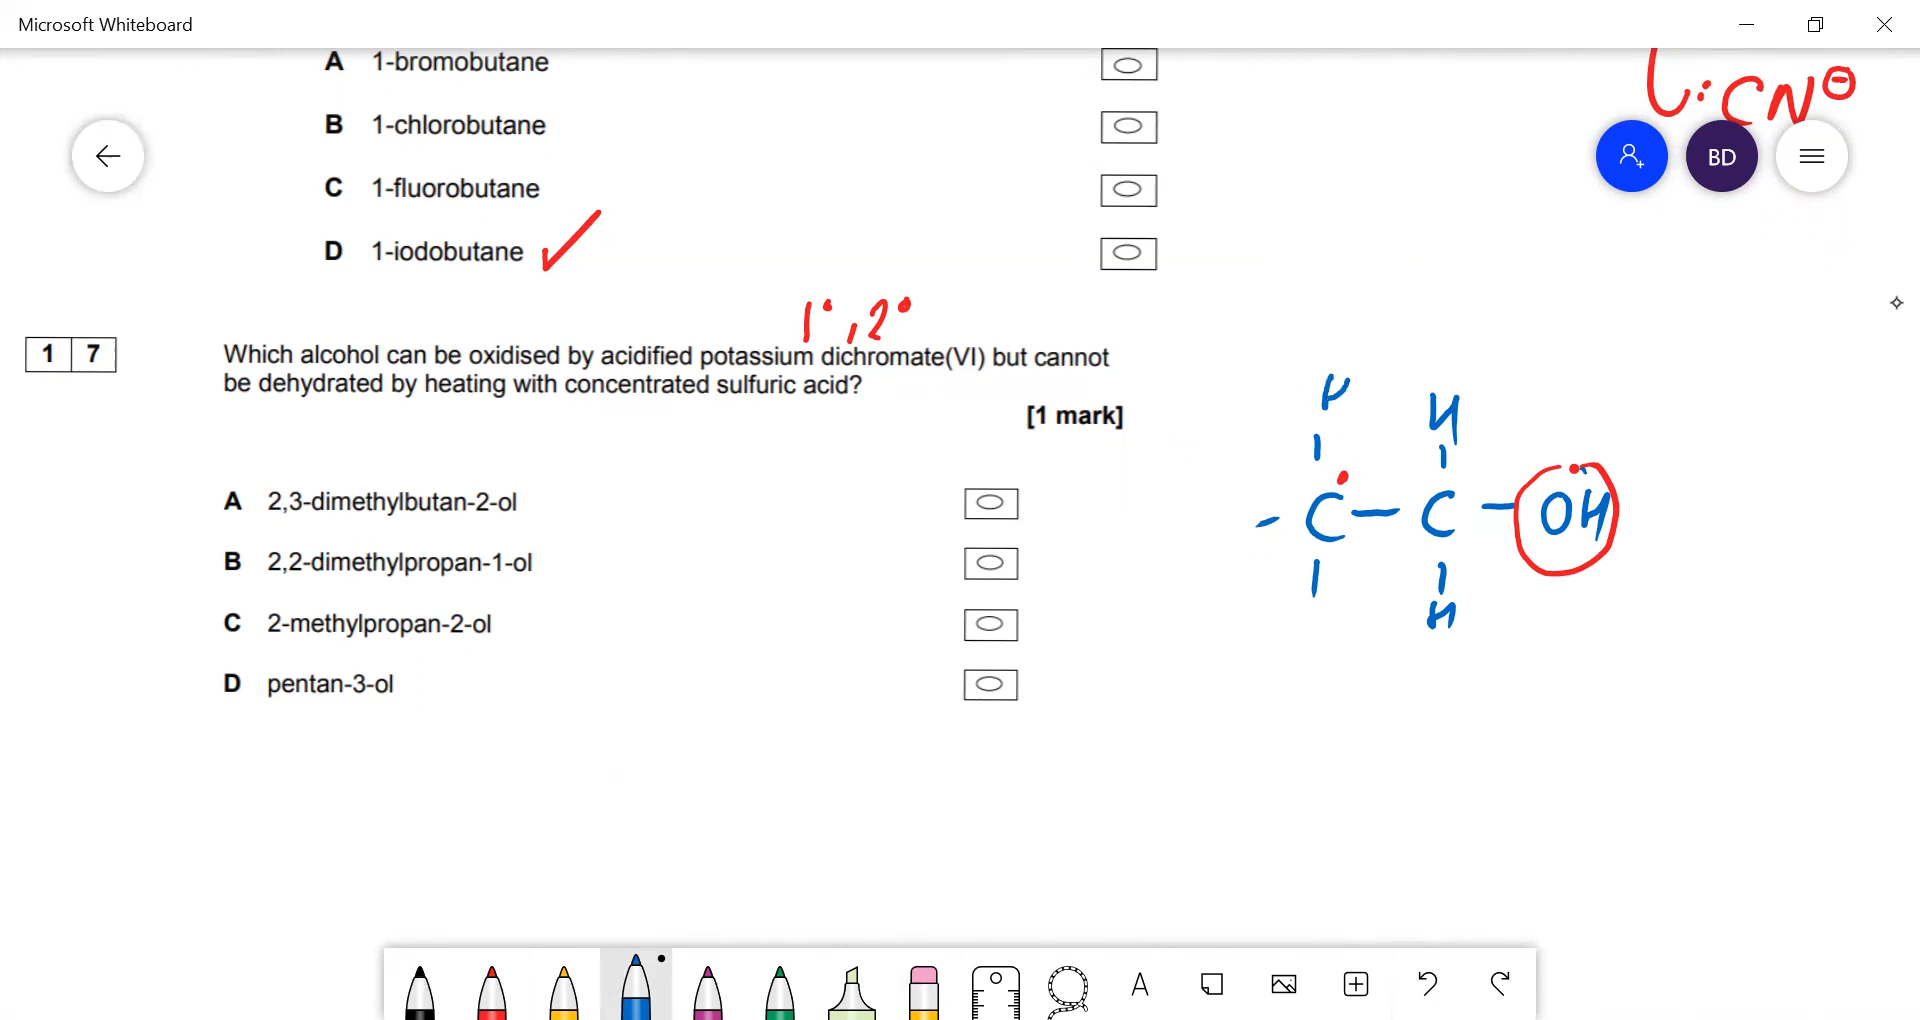 Microsoft Whiteboard
A 1-bromobutane
:CN⊖
B 1-chlorobutane
BD
C 1-fluorobutane
D 1-iodobutane ✓
1°, 2°
1 7 Which alcohol can be oxidised by acidified potassium dichromate(VI) but cannot
be dehydrated by heating with concentrated sulfuric acid?
[1 mark]
H H
A 2,3-dimethylbutan-2-ol
- C - C - OH
B 2,2-dimethylpropan-1-ol
H
C 2-methylpropan-2-ol
D pentan-3-ol
A